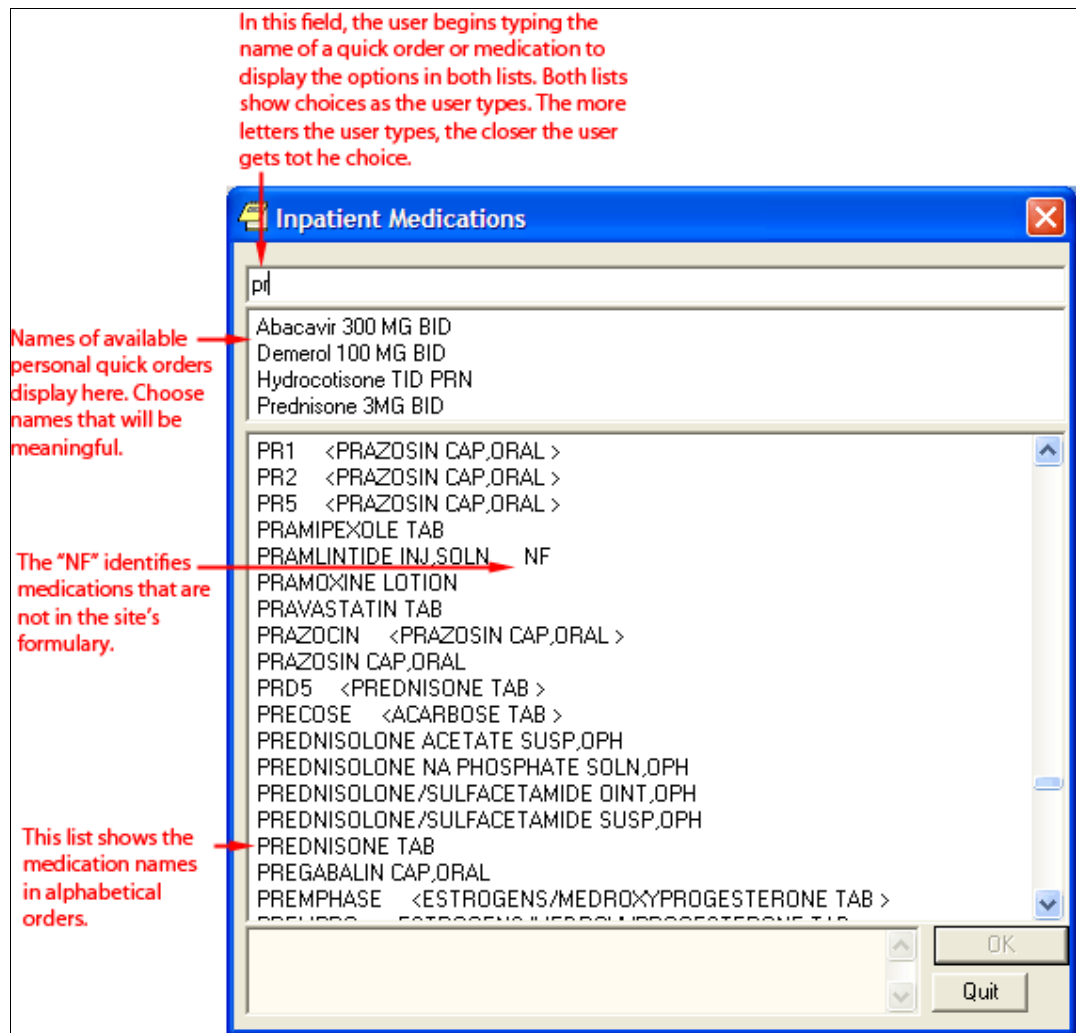 In this field, the user begins typing the
name of a quick order or medication to
display the options in both lists. Both lists
show choices as the user types. The more
letters the user types, the closer the user
gets tot he choice.
Inpatient Medications
pr
Names of available
personal quick orders
display here. Choose
names that will be
meaningful.
Abacavir 300 MG BID
Demerol 100 MG BID
Hydrocotisone TID PRN
Prednisone 3MG BID
PR1 <PRAZOSIN CAP,ORAL >
PR2 <PRAZOSIN CAP,ORAL >
PR5 <PRAZOSIN CAP,ORAL >
PRAMIPEXOLE TAB
PRAMLINTIDE INJ,SOLN NF
PRAMOXINE LOTION
PRAVASTATIN TAB
PRAZOCIN <PRAZOSIN CAP,ORAL >
PRAZOSIN CAP,ORAL
PRD5 <PREDNISONE TAB >
PRECOSE <ACARBOSE TAB >
PREDNISOLONE ACETATE SUSP,OPH
PREDNISOLONE NA PHOSPHATE SOLN,OPH
PREDNISOLONE/SULFACETAMIDE OINT,OPH
PREDNISOLONE/SULFACETAMIDE SUSP,OPH
PREDNISONE TAB
PREGABALIN CAP,ORAL
PREMPHASE <ESTROGENS/MEDROXYPROGESTERONE TAB >
The "NF" identifies
medications that are
not in the site's
formulary.
This list shows the
medication names
in alphabetical
orders.
OK
Quit